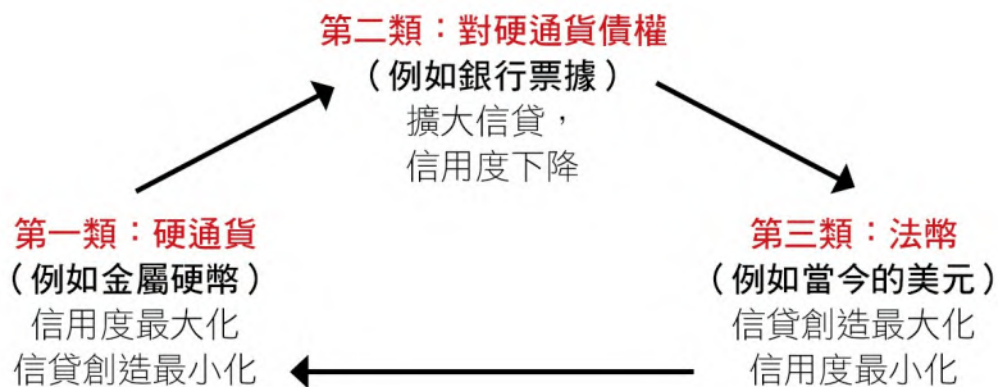 第二類：對硬通貨債權
（例如銀行票據）
擴大信貸，
信用度下降
第一類：硬通貨
（例如金屬硬幣）
信用度最大化
信貸創造最小化
第三類：法幣
（例如當今的美元）
信貸創造最大化
信用度最小化